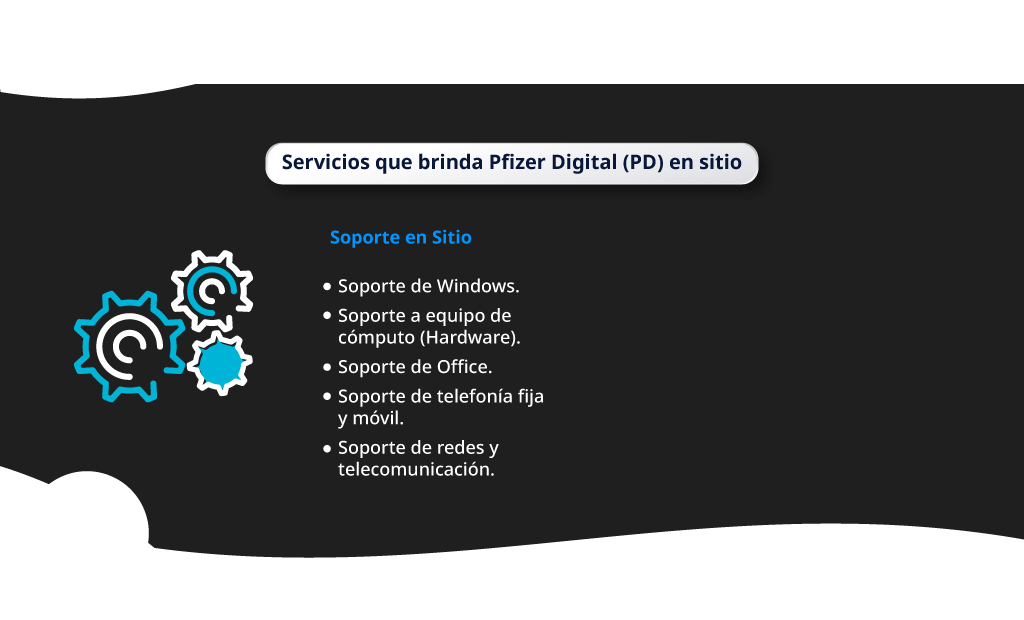 Servicios que brinda Pfizer Digital (PD) en sitio
Soporte en Sitio
• Soporte de Windows.
• Soporte a equipo de
cómputo (Hardware).
• Soporte de Office.
• Soporte de telefonía fija
y móvil.
• Soporte de redes y
telecomunicación.